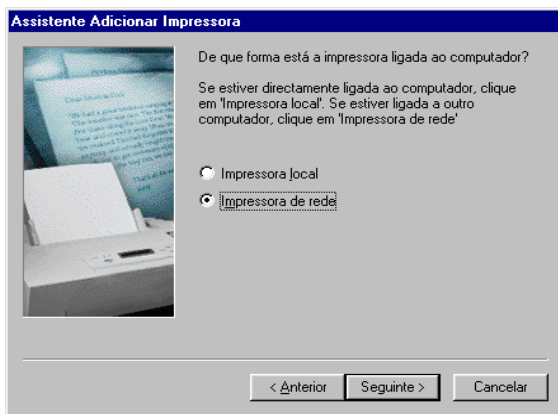 Assistente Adicionar Impressora
De que forma está a impressora ligada ao computador?
Se estiver directamente ligada ao computador, clique
em 'Impressora local'. Se estiver ligada a outro
computador, clique em 'Impressora de rede'
Impressora local
Impressora de rede
< Anterior
Seguinte >
Cancelar